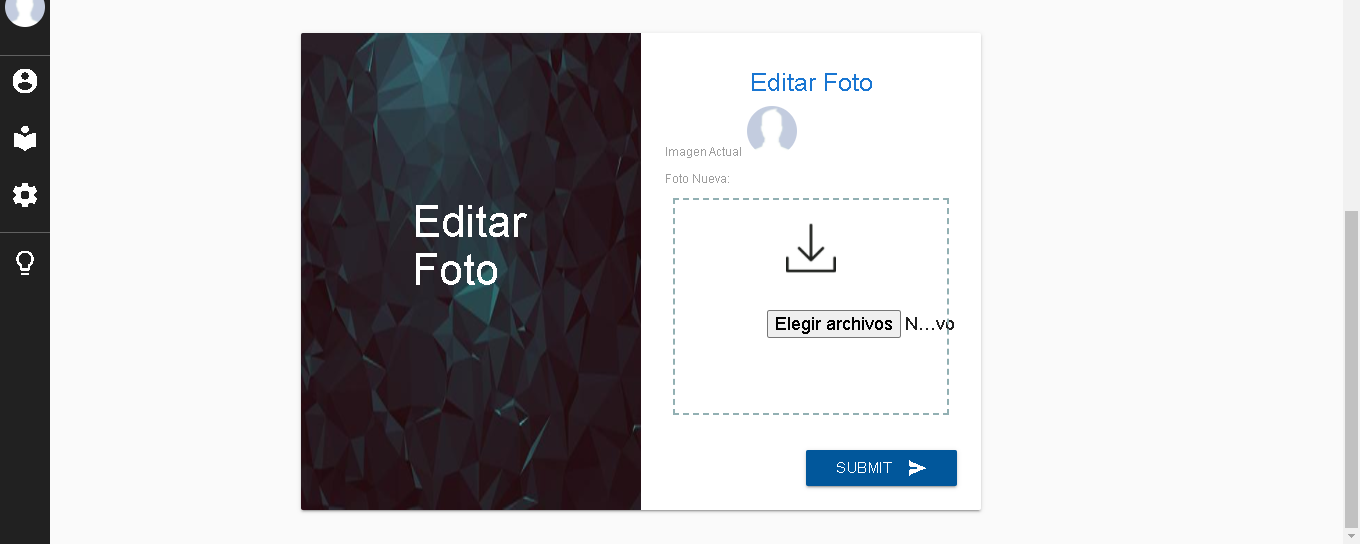 Editar Foto
Editar
Foto
Imagen Actual
Foto Nueva:
Elegir archivos N...vo
SUBMIT